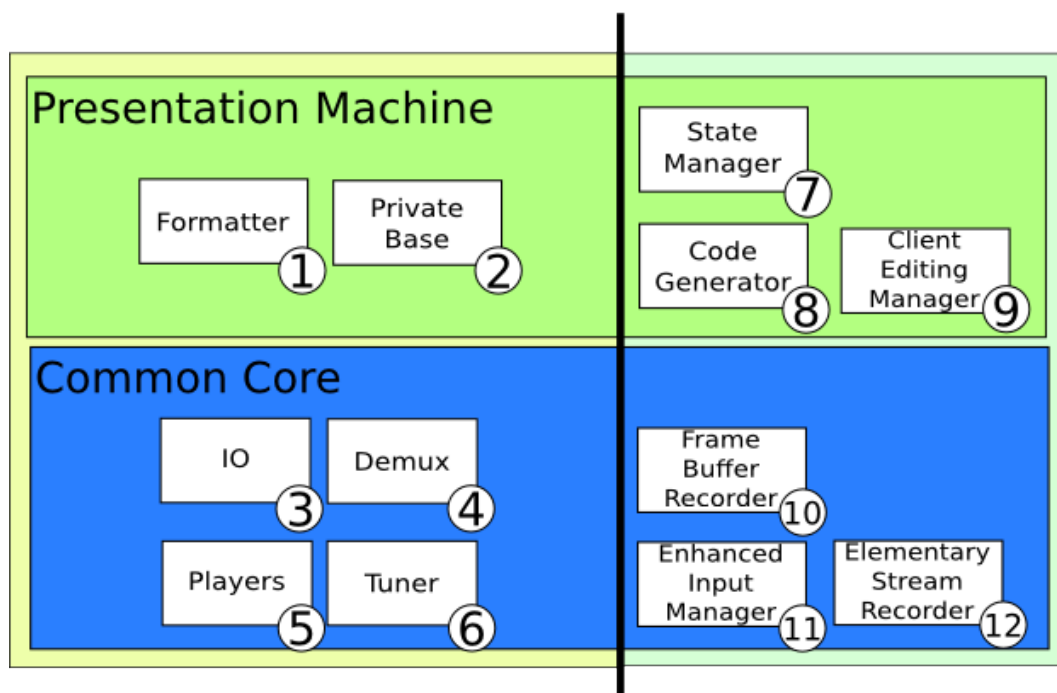 Presentation Machine
Formatter
1
Private
Base
2
State
Manager
7
Code
Generator
8
Client
Editing
Manager
9
Common Core
IO
3
Demux
4
Players
5
Tuner
6
Frame
Buffer
Recorder
10
Enhanced
Input
Manager
11
Elementary
Stream
Recorder
12